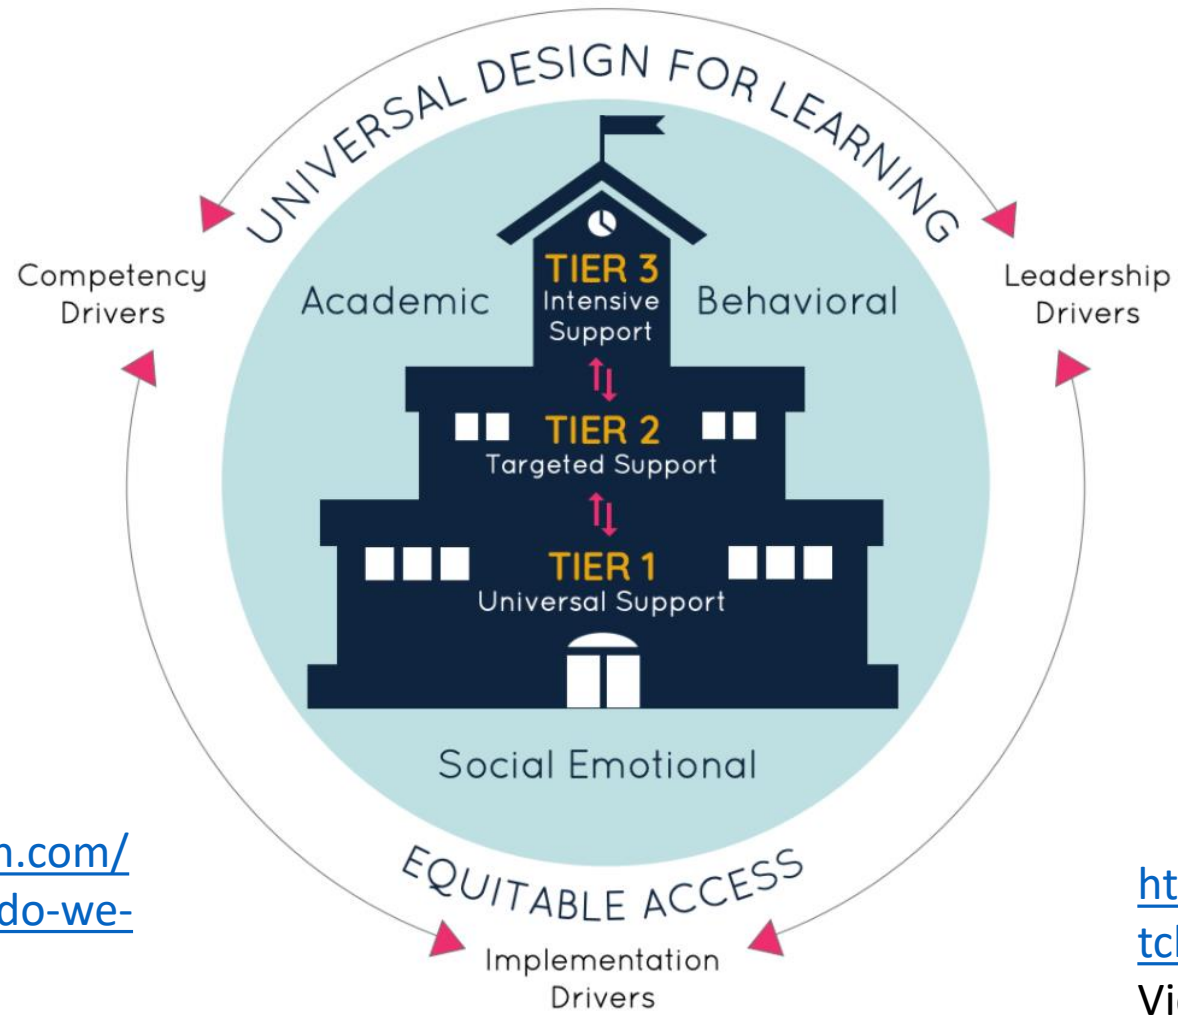 UNIVERSAL DESIGN FOR LEARNING
Competency
Drivers
Leadership
Drivers
Academic
Behavioral
TIER 3
Intensive
Support
TIER 2
Targeted Support
TIER 1
Universal Support
Social Emotional
EQUITABLE ACCESS
Implementation
Drivers
.com/
do-we-
ht